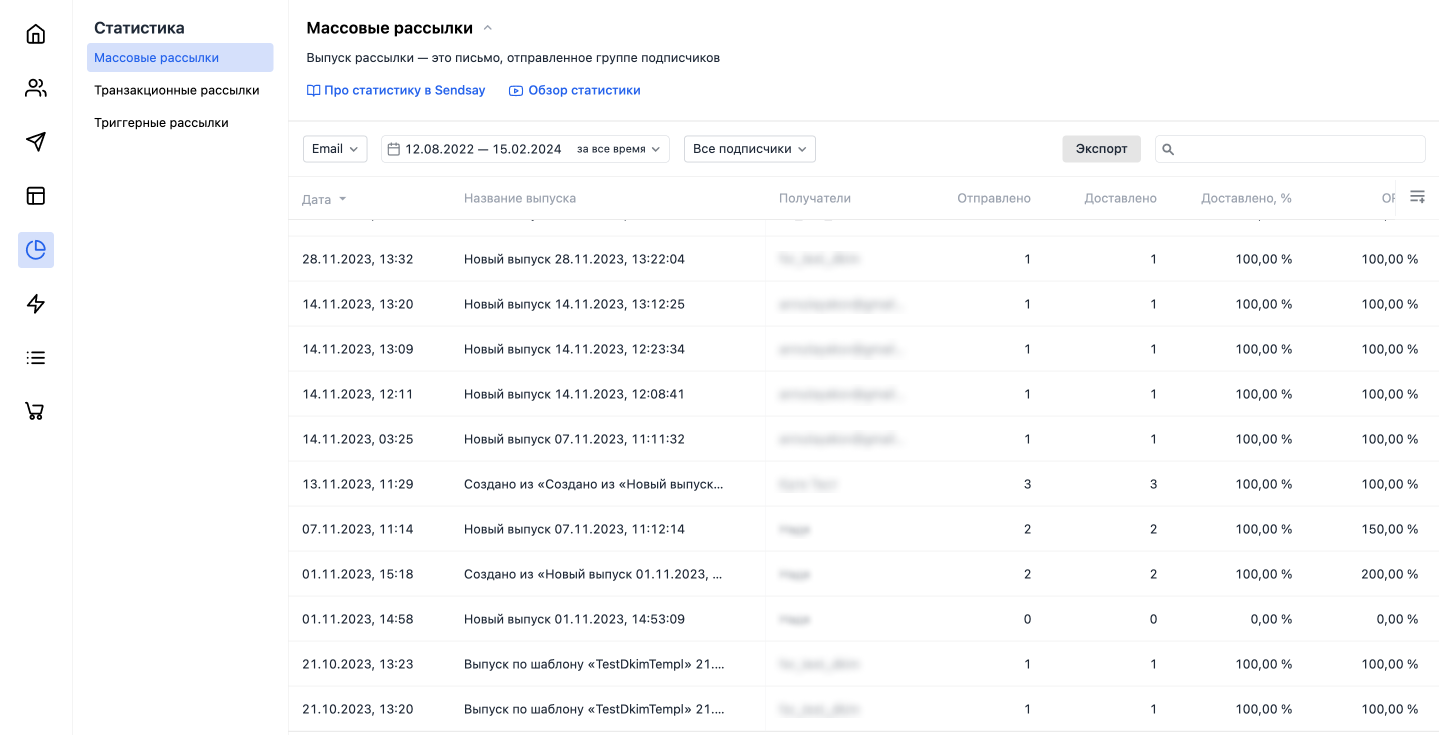 Статистика
Массовые рассылки
Транзакционные рассылки
Триггерные рассылки
Массовые рассылки
Выпуск рассылки — это письмо, отправленное группе подписчиков
Про статистику в Sendsay Обзор статистики
Email 12.08.2022 — 15.02.2024 за все время Все подписчики Экспорт
Дата Название выпуска Получатели Отправлено Доставлено Доставлено, %
28.11.2023, 13:32 Новый выпуск 28.11.2023, 13:22:04 1 1 100,00 % 100,00 %
14.11.2023, 13:20 Новый выпуск 14.11.2023, 13:12:25 1 1 100,00 % 100,00 %
14.11.2023, 13:09 Новый выпуск 14.11.2023, 12:23:34 1 1 100,00 % 100,00 %
14.11.2023, 12:11 Новый выпуск 14.11.2023, 12:08:41 1 1 100,00 % 100,00 %
14.11.2023, 03:25 Новый выпуск 07.11.2023, 11:11:32 1 1 100,00 % 100,00 %
13.11.2023, 11:29 Создано из «Создано из «Новый выпуск... 3 3 100,00 % 100,00 %
07.11.2023, 11:14 Новый выпуск 07.11.2023, 11:12:14 2 2 100,00 % 150,00 %
01.11.2023, 15:18 Создано из «Новый выпуск 01.11.2023, ... 2 2 100,00 % 200,00 %
01.11.2023, 14:58 Новый выпуск 01.11.2023, 14:53:09 0 0 0,00 % 0,00 %
21.10.2023, 13:23 Выпуск по шаблону «TestDkimTempl» 21.... 1 1 100,00 % 100,00 %
21.10.2023, 13:20 Выпуск по шаблону «TestDkimTempl» 21.... 1 1 100,00 % 100,00 %